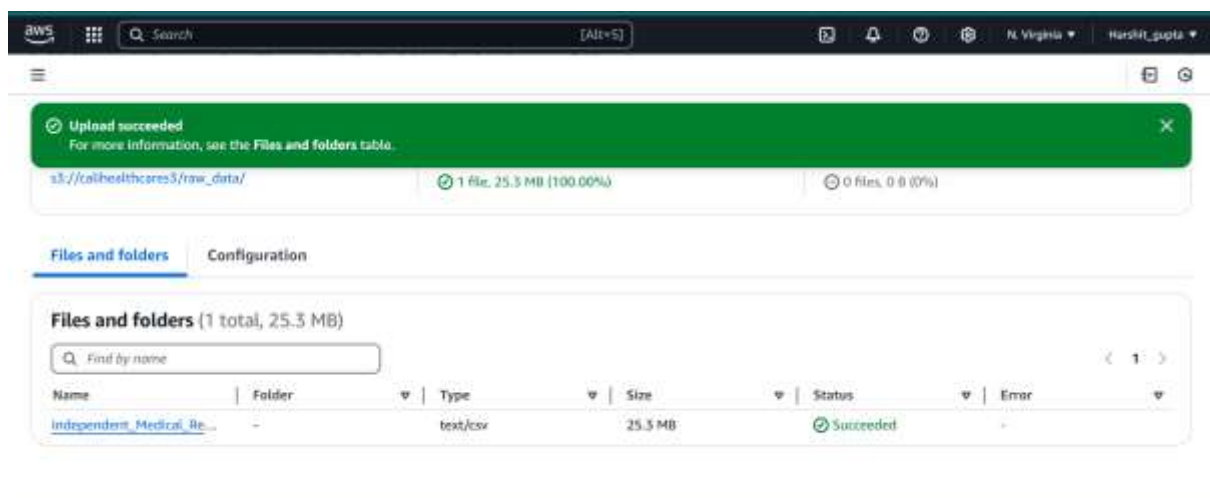 aws Search [Alt+S] N. Virginia Harshit_gupta
Upload succeeded
For more information, see the Files and folders table.
s3://calihealthcares3/raw_data/ 1 file, 25.3 MB (100.00%) 0 files, 0 B (0%)
Files and folders Configuration
Files and folders (1 total, 25.3 MB)
Find by name 1
Name Folder Type Size Status Error
Independent_Medical_Re... - text/csv 25.3 MB Succeeded -